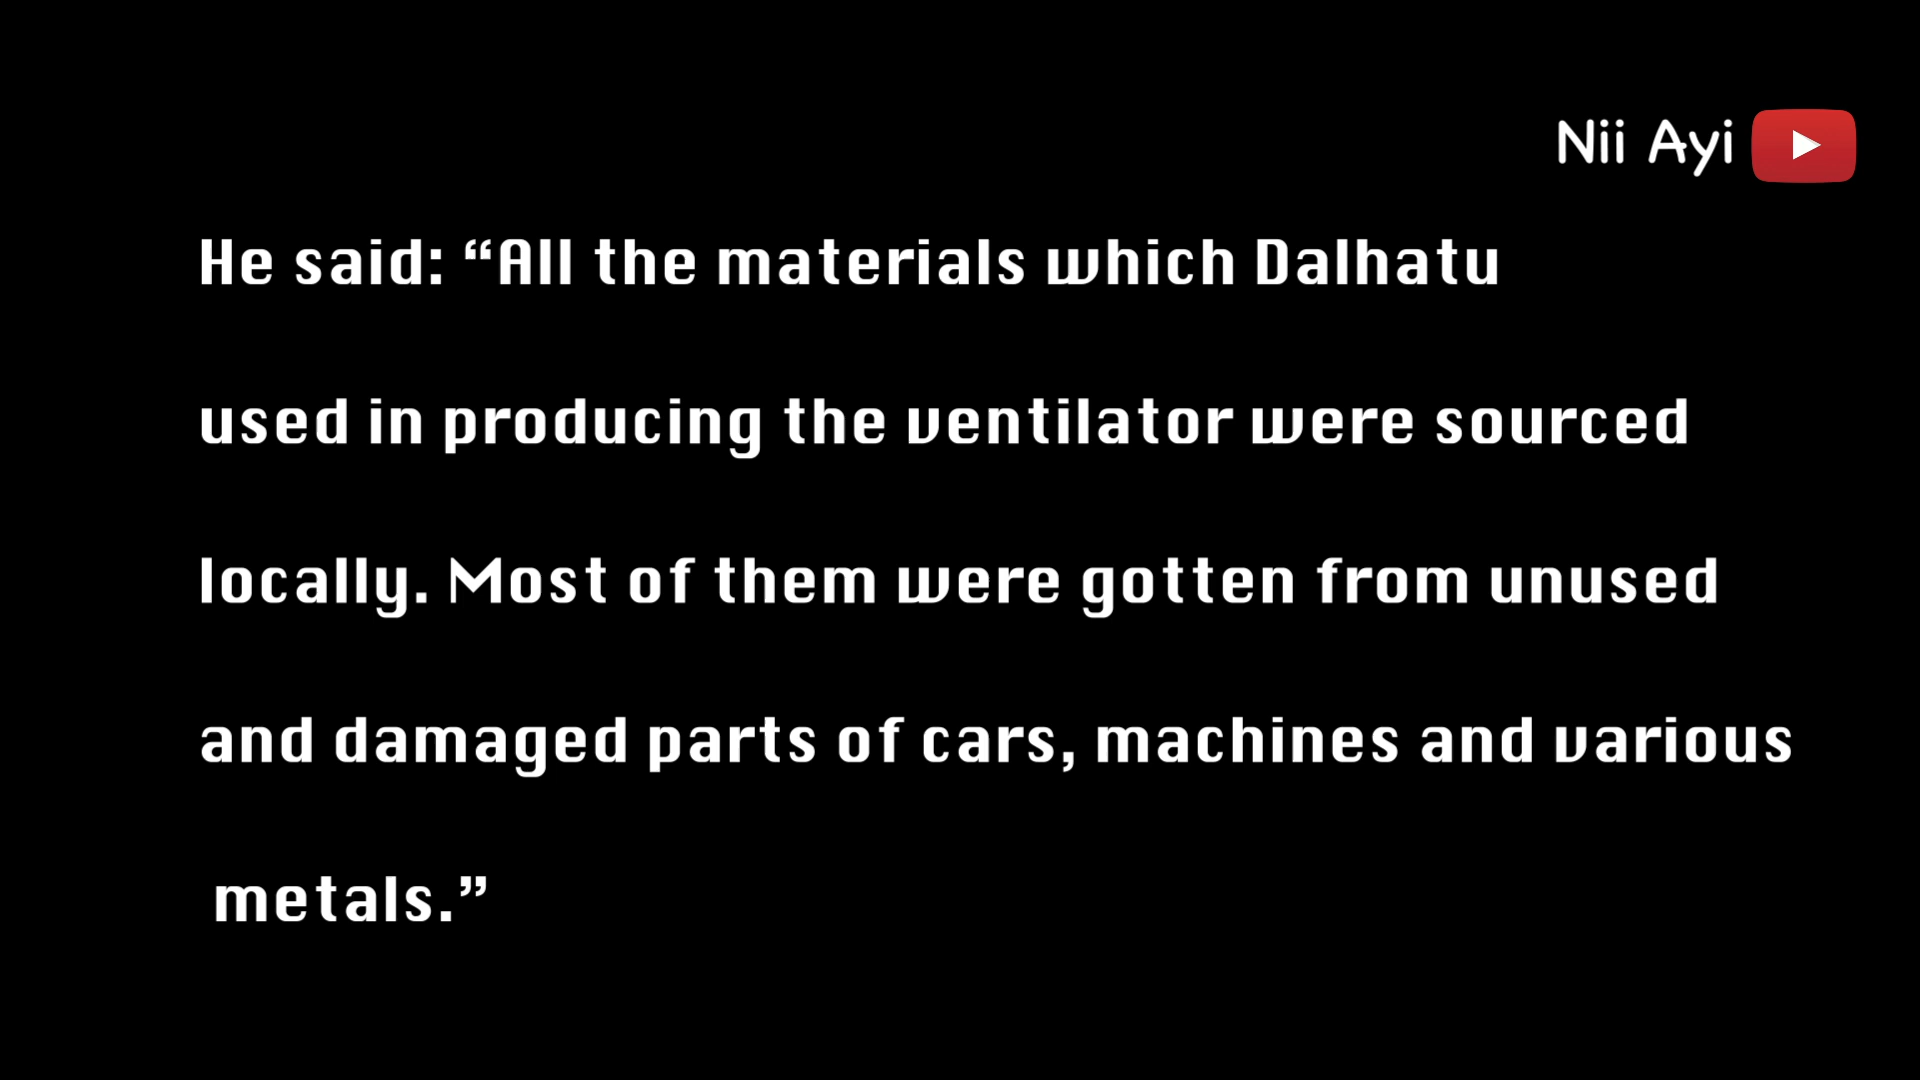 Nii Ayi
He said: “All the materials which Dalhatu
used in producing the ventilator were sourced
locally. Most of them were gotten from unused
and damaged parts of cars, machines and various
metals.”